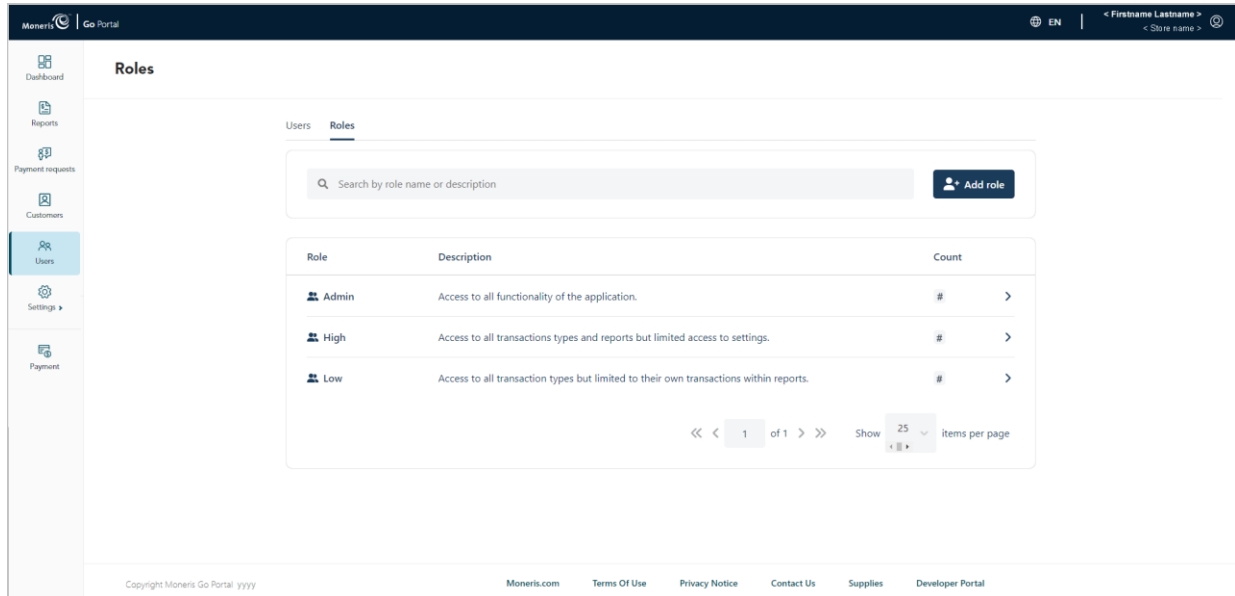 Moneris Go Portal
EN
< Firstname Lastname >
< Store name >
Dashboard
Reports
Payment requests
Customers
Users
Settings
Payment
Roles
Users Roles
Search by role name or description
Add role
Role Description Count
Admin Access to all functionality of the application. #
High Access to all transactions types and reports but limited access to settings. #
Low Access to all transaction types but limited to their own transactions within reports. #
1 of 1 Show 25 items per page
Copyright Moneris Go Portal yyyy
Moneris.com Terms Of Use Privacy Notice Contact Us Supplies Developer Portal